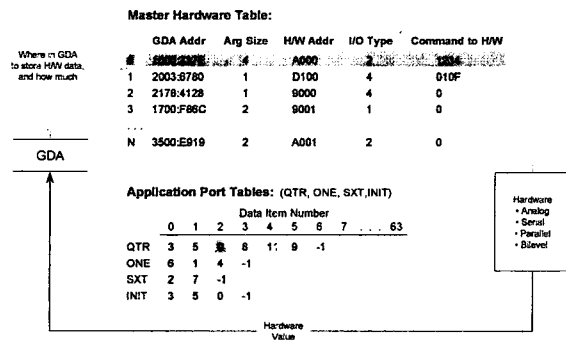 Master Hardware Table:
GDA Addr Arg Size H/W Addr I/O Type Command to H/W
Where in GDA
to store H/W data,
and how much
4 A000 2 1234
1 2003:6780 1 D100 4 010F
2 2178:4128 1 9000 4 0
3 1700:F86C 2 9001 1 0
...
N 3500:E919 2 A001 2 0
GDA
Application Port Tables: (QTR, ONE, SXT,INIT)
Data Item Number
0 1 2 3 4 5 6 7 . . . 63
QTR 3 5 8 9 -1
ONE 6 1 4 -1
SXT 2 7 -1
INIT 3 5 0 -1
Hardware
• Analog
• Serial
• Parallel
• Bilevel
Hardware
Value